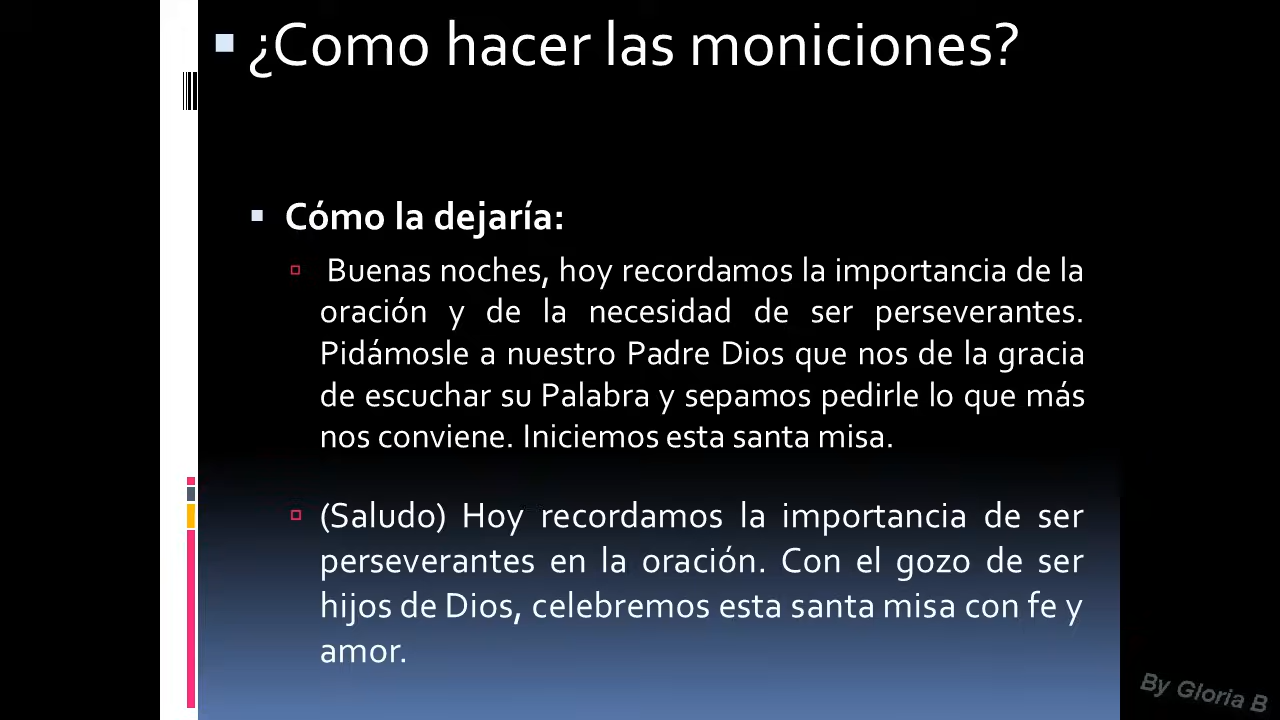 ¿Como hacer las moniciones?
Cómo la dejaría:
Buenas noches, hoy recordamos la importancia de la
oración y de la necesidad de ser perseverantes.
Pidámosle a nuestro Padre Dios que nos de la gracia
de escuchar su Palabra y sepamos pedirle lo que más
nos conviene. Iniciemos esta santa misa.
(Saludo) Hoy recordamos la importancia de ser
perseverantes en la oración. Con el gozo de ser
hijos de Dios, celebremos esta santa misa con fe y
amor.
By Gloria B